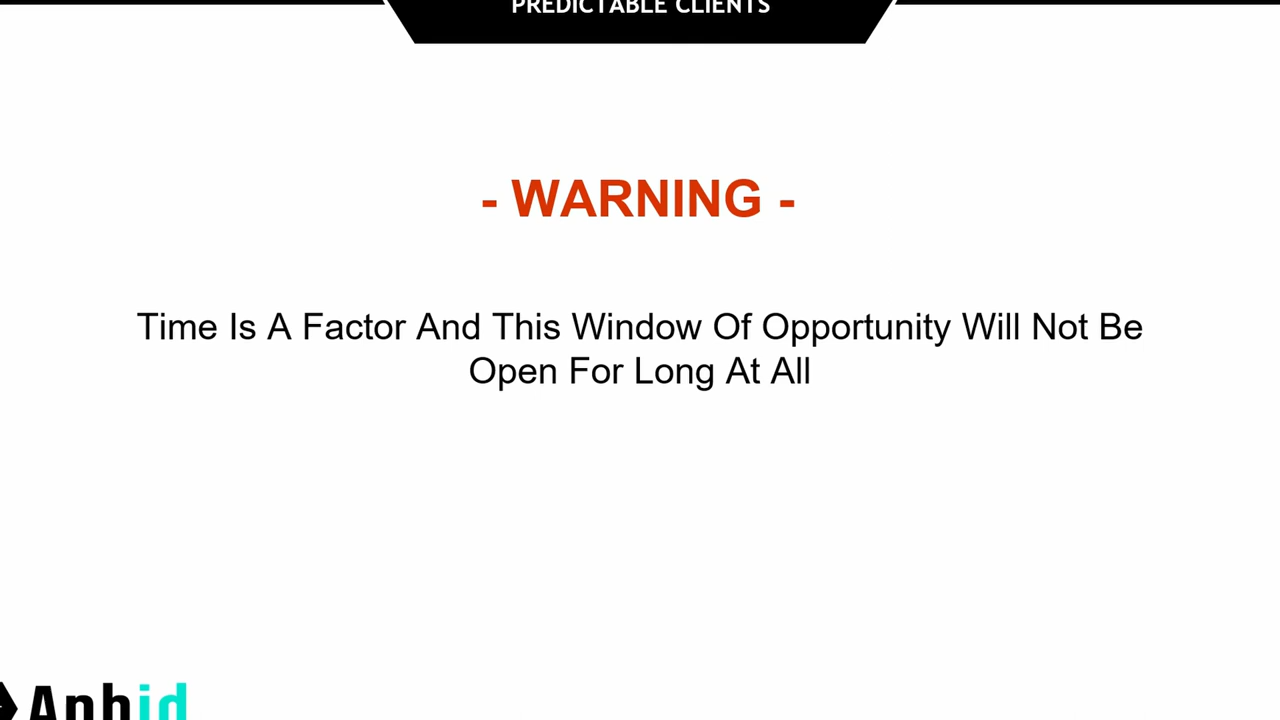 PREDICTABLE CLIENTS
- WARNING -
Time Is A Factor And This Window Of Opportunity Will Not Be
Open For Long At All